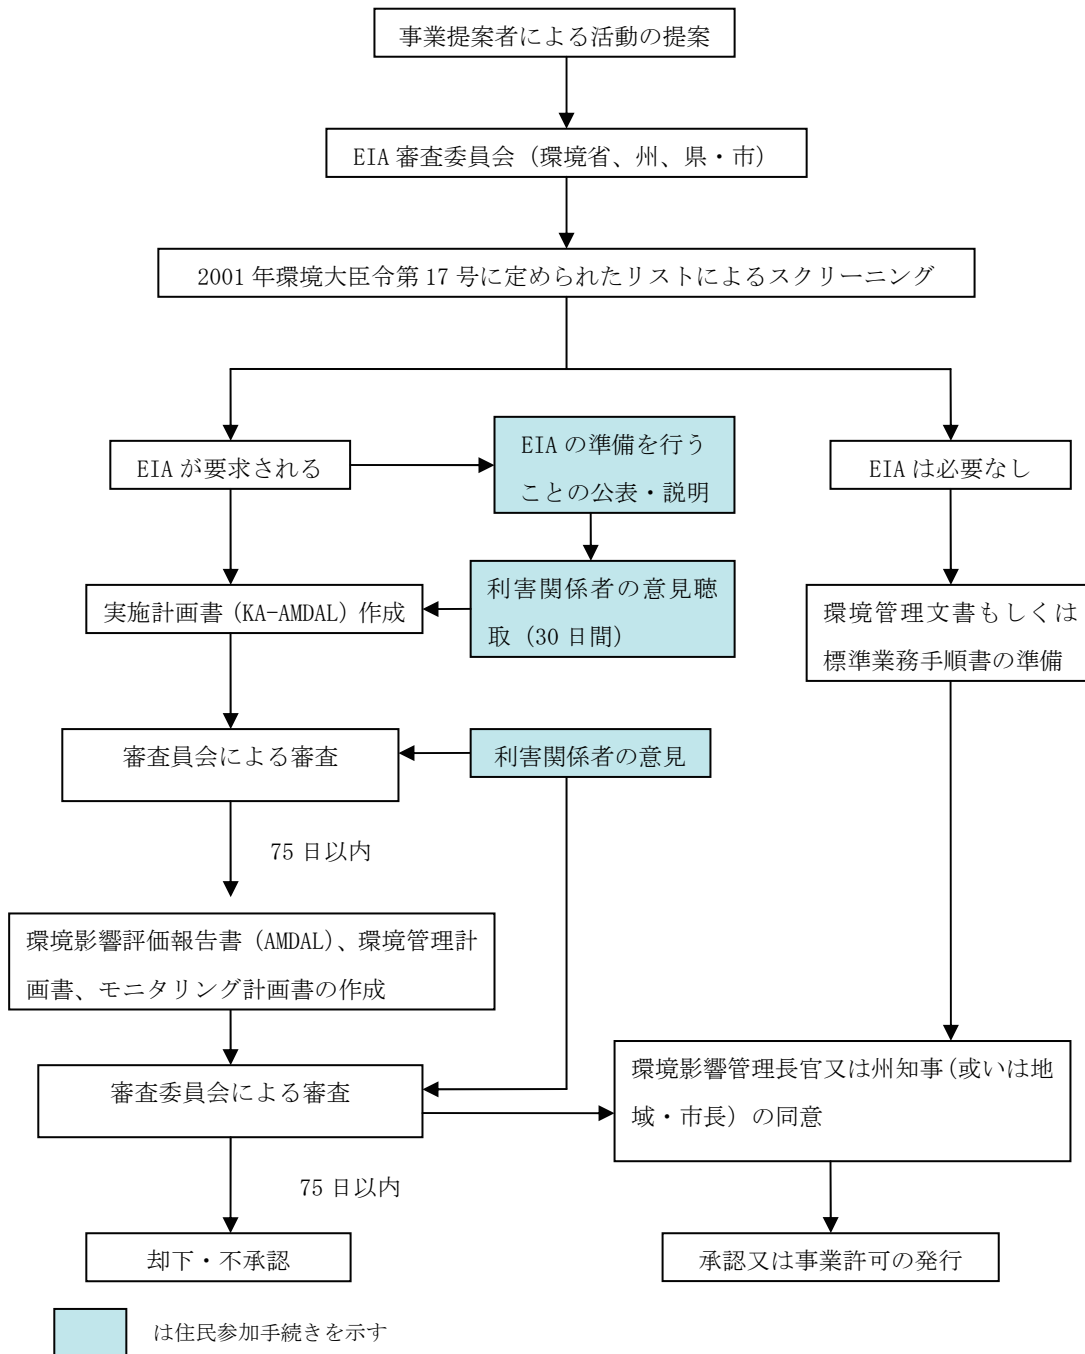 事業提案者による活動の提案
EIA 審査委員会（環境省、州、県・市）
2001 年環境大臣令第 17 号に定められたリストによるスクリーニング
EIA が要求される
EIA の準備を行う
ことの公表・説明
EIA は必要なし
実施計画書（KA-AMDAL）作成
利害関係者の意見聴
取（30 日間）
環境管理文書もしくは
標準業務手順書の準備
審査員会による審査
利害関係者の意見
75 日以内
環境影響評価報告書（AMDAL）、環境管理計
画書、モニタリング計画書の作成
審査委員会による審査
環境影響管理長官又は州知事（或いは地
域・市長）の同意
75 日以内
却下・不承認
承認又は事業許可の発行
は住民参加手続きを示す